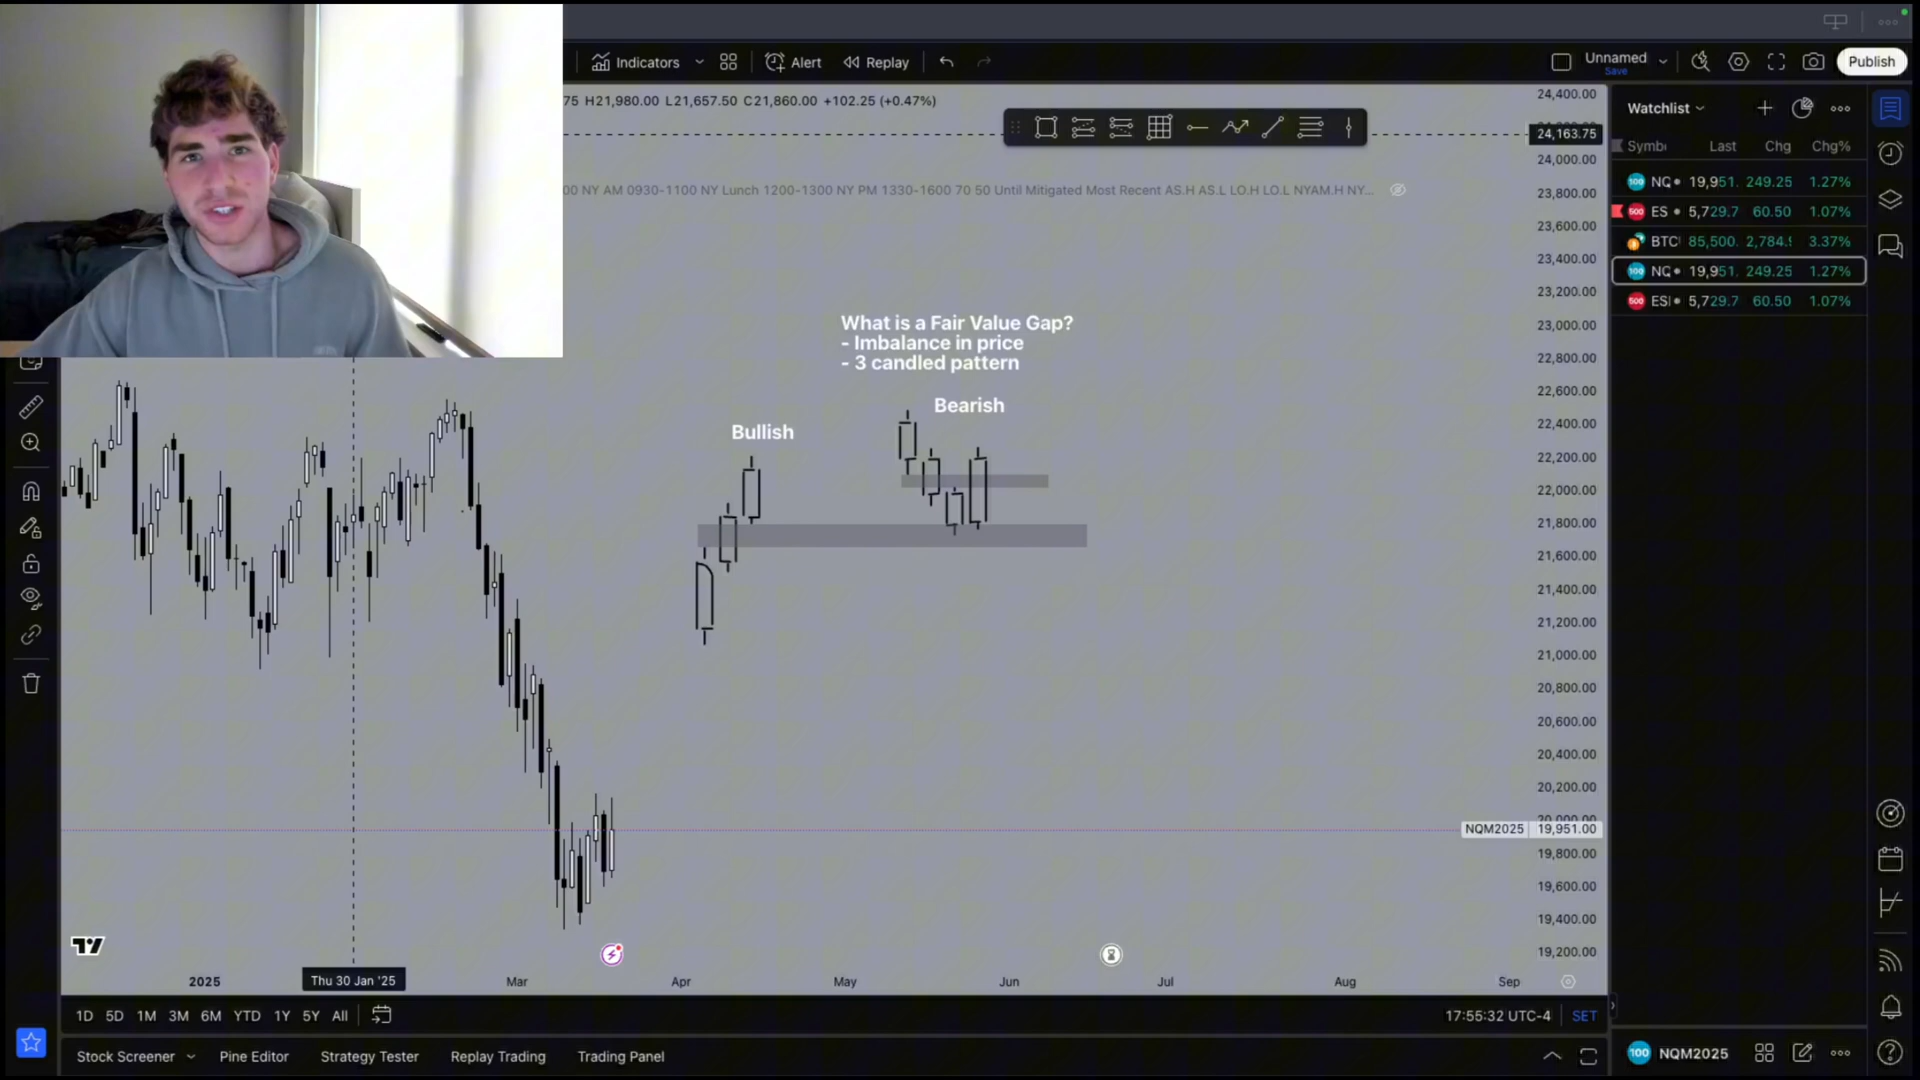 Indicators
Alert
Replay
Unnamed
Save
Publish
75 H21,980.00 L21,657.50 C21,860.00 +102.25 (+0.47%)
24,400.00
Watchlist
24,163.75
Symb Last Chg Chg%
24,000.00
00 NY AM 0930-1100 NY Lunch 1200-1300 NY PM 1330-1600 70 50 Until Mitigated Most Recent AS.H AS.L LO.H LO.L NYAM.H NY...
100 NQ 19,951. 249.25 1.27%
500 ES 5,729.7 60.50 1.07%
BTC 85,500. 2,784. 3.37%
100 NQ 19,951. 249.25 1.27%
500 ES 5,729.7 60.50 1.07%
23,800.00
23,600.00
23,400.00
23,200.00
23,000.00
22,800.00
22,600.00
22,400.00
22,200.00
22,000.00
21,800.00
21,600.00
21,400.00
21,200.00
21,000.00
20,800.00
20,600.00
20,400.00
20,200.00
20,000.00
NQM2025 19,951.00
19,800.00
19,600.00
19,400.00
19,200.00
What is a Fair Value Gap?
- Imbalance in price
- 3 candled pattern
Bearish
Bullish
2025
Thu 30 Jan '25
Mar
Apr
May
Jun
Jul
Aug
Sep
1D 5D 1M 3M 6M YTD 1Y 5Y All
17:55:32 UTC-4
SET
Stock Screener
Pine Editor
Strategy Tester
Replay Trading
Trading Panel
100 NQM2025